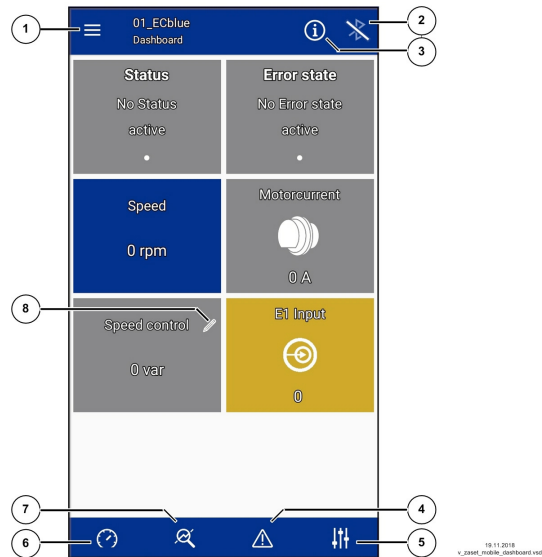 1
01_ECblue
Dashboard
2
3
Status
No Status
active
Error state
No Error state
active
Speed
0 rpm
Motorcurrent
0 A
8
Speed control
0 var
E1 Input
0
7
4
6
5
19.11.2018
v_zaset_mobile_dashboard.vsd